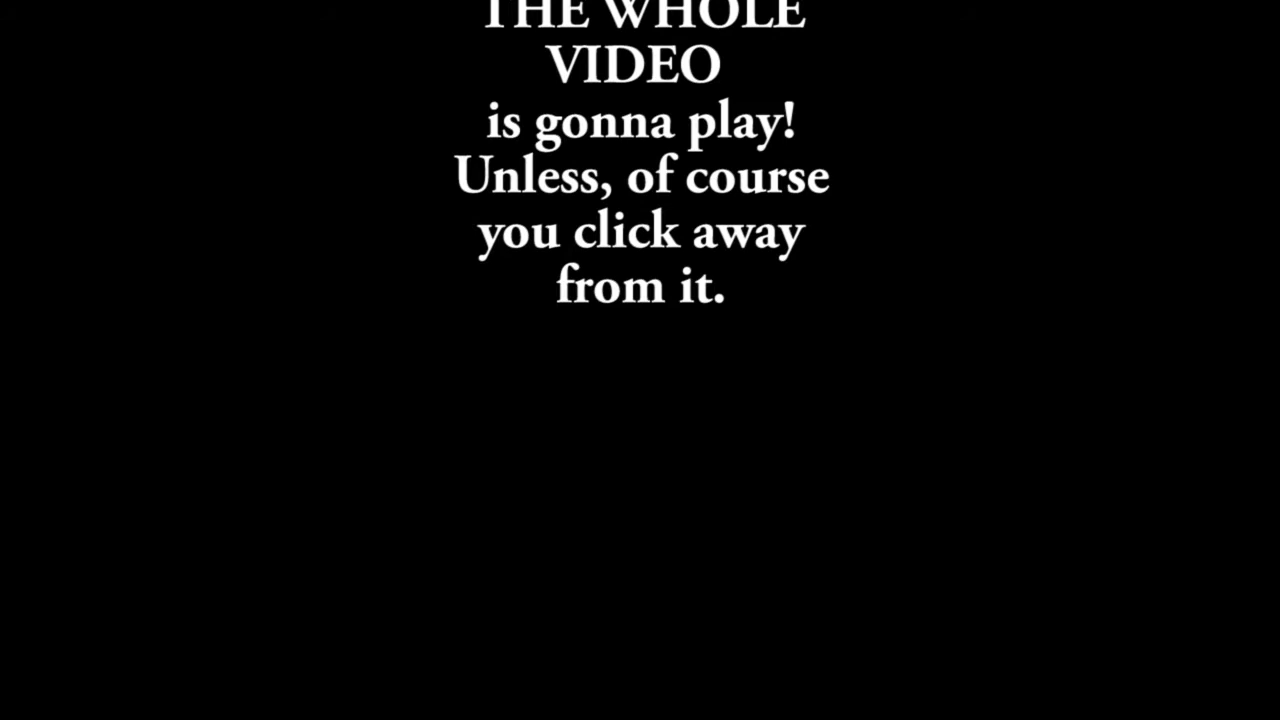 THE WHOLE
VIDEO
is gonna play!
Unless, of course
you click away
from it.